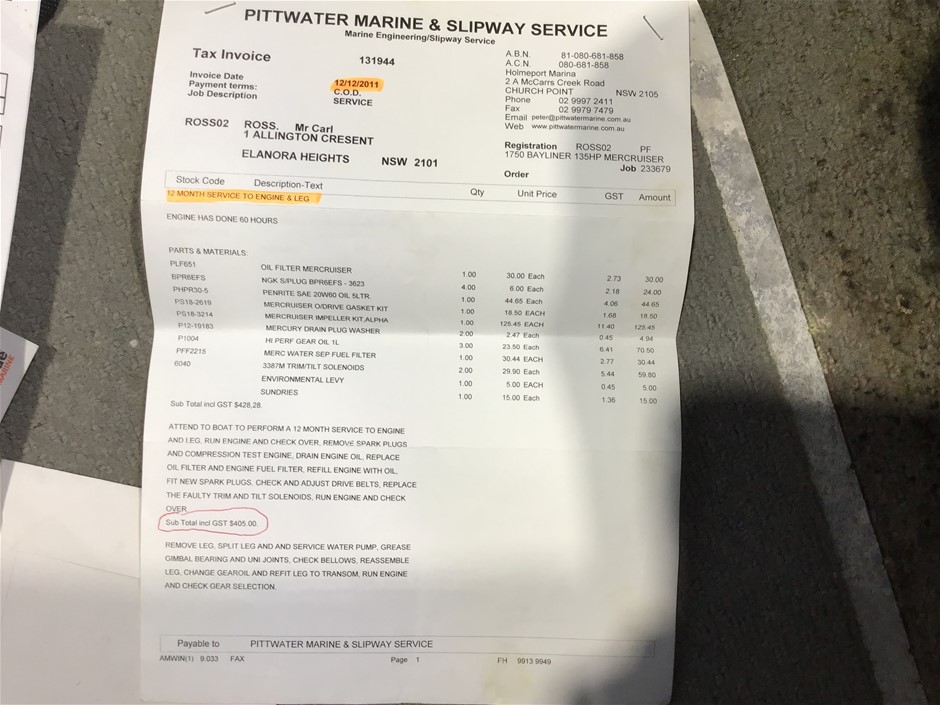 PITTWATER MARINE & SLIPWAY SERVICE
Marine Engineering/Slipway Service
Tax Invoice 131944
A.B.N. 81-080-681-858
A.C.N. 080-681-858
Holmeport Marina
2 A McCarrs Creek Road
CHURCH POINT NSW 2105
Phone 02 9997 2411
Fax 02 9979 7479
Email peter@pittwatermarine.com.au
Web www.pittwatermarine.com.au
Invoice Date 12/12/2011
Payment terms: C.O.D.
Job Description SERVICE
ROSS02 ROSS. Mr Carl
1 ALLINGTON CRESENT
ELANORA HEIGHTS NSW 2101
Registration ROSS02 PF
1750 BAYLINER 135HP MERCRUISER
Job 233679
Order
Stock Code Description-Text Qty Unit Price GST Amount
12 MONTH SERVICE TO ENGINE & LEG
ENGINE HAS DONE 60 HOURS
PARTS & MATERIALS:
PLF651 OIL FILTER MERCRUISER 1.00 30.00 Each 2.73 30.00
BPR6EFS NGK S/PLUG BPR6EFS - 3623 4.00 6.00 Each 2.18 24.00
PHPR30-5 PENRITE SAE 20W60 OIL 5LTR. 1.00 44.65 Each 4.06 44.65
PS18-2619 MERCRUISER O/DRIVE GASKET KIT 1.00 18.50 EACH 1.68 18.50
PS18-3214 MERCRUISER IMPELLER KIT,ALPHA 1.00 125.45 EACH 11.40 125.45
P12-19183 MERCURY DRAIN PLUG WASHER 2.00 2.47 Each 0.45 4.94
P1004 HI PERF GEAR OIL 1L 3.00 23.50 Each 6.41 70.50
PFF2215 MERC WATER SEP FUEL FILTER 1.00 30.44 EACH 2.77 30.44
6040 3387M TRIM/TILT SOLENOIDS 2.00 29.90 Each 5.44 59.80
ENVIRONMENTAL LEVY 1.00 5.00 EACH 0.45 5.00
SUNDRIES 1.00 15.00 Each 1.36 15.00
Sub Total incl GST $428,28.
ATTEND TO BOAT TO PERFORM A 12 MONTH SERVICE TO ENGINE
AND LEG, RUN ENGINE AND CHECK OVER, REMOVE SPARK PLUGS
AND COMPRESSION TEST ENGINE, DRAIN ENGINE OIL, REPLACE
OIL FILTER AND ENGINE FUEL FILTER, REFILL ENGINE WITH OIL,
FIT NEW SPARK PLUGS, CHECK AND ADJUST DRIVE BELTS, REPLACE
THE FAULTY TRIM AND TILT SOLENOIDS, RUN ENGINE AND CHECK
OVER
Sub Total incl GST $405.00.
REMOVE LEG, SPLIT LEG AND AND SERVICE WATER PUMP, GREASE
GIMBAL BEARING AND UNI JOINTS, CHECK BELLOWS, REASSEMBLE
LEG, CHANGE GEAROIL AND REFIT LEG TO TRANSOM, RUN ENGINE
AND CHECK GEAR SELECTION.
Payable to PITTWATER MARINE & SLIPWAY SERVICE
AMWIN(1) 9.033 FAX Page 1 FH 9913 9949
MARINE